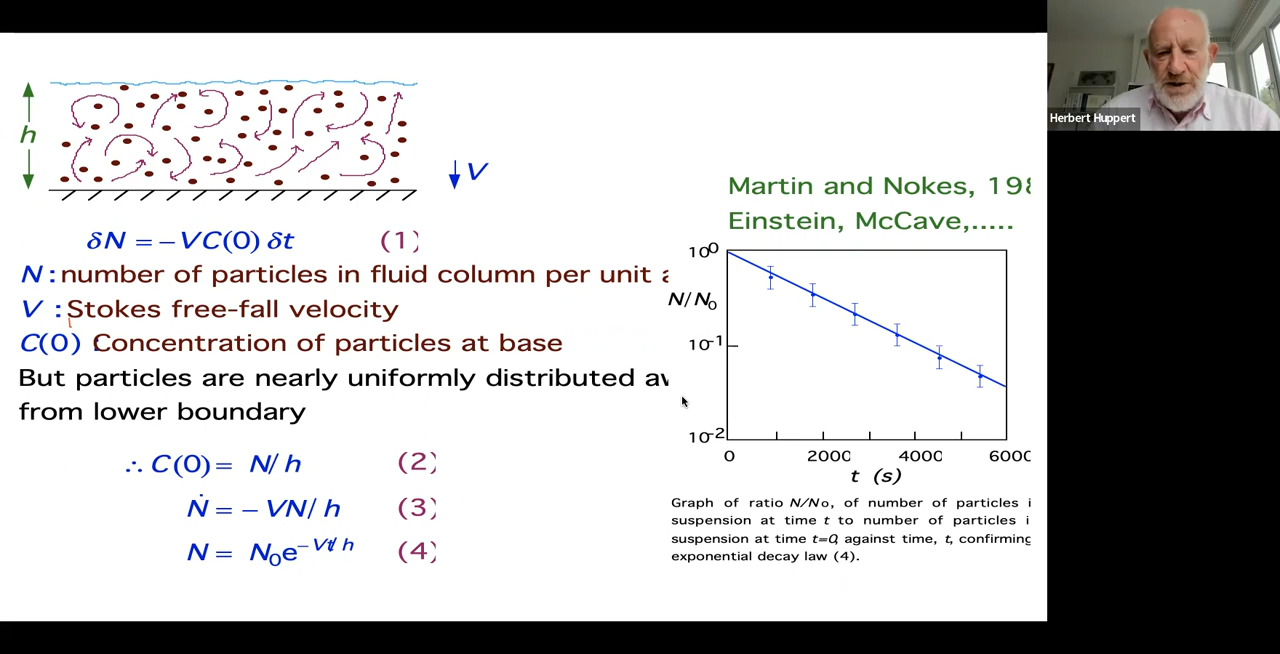 h
V
δN = −VC(0) δt (1)
N : number of particles in fluid column per unit
V : Stokes free-fall velocity
C(0) Concentration of particles at base
But particles are nearly uniformly distributed
from lower boundary
∴ C(0) = N/h (2)
Ṅ = − VN/h (3)
N = N₀e^{−Vt/h} (4)
Martin and Nokes, 198
Einstein, McCave,.....
10⁰
N/N₀
10⁻¹
10⁻²
0 2000 4000 6000
t (s)
Graph of ratio N/N₀, of number of particles i
suspension at time t to number of particles i
suspension at time t=0, against time, t, confirming
exponential decay law (4).
Herbert Huppert